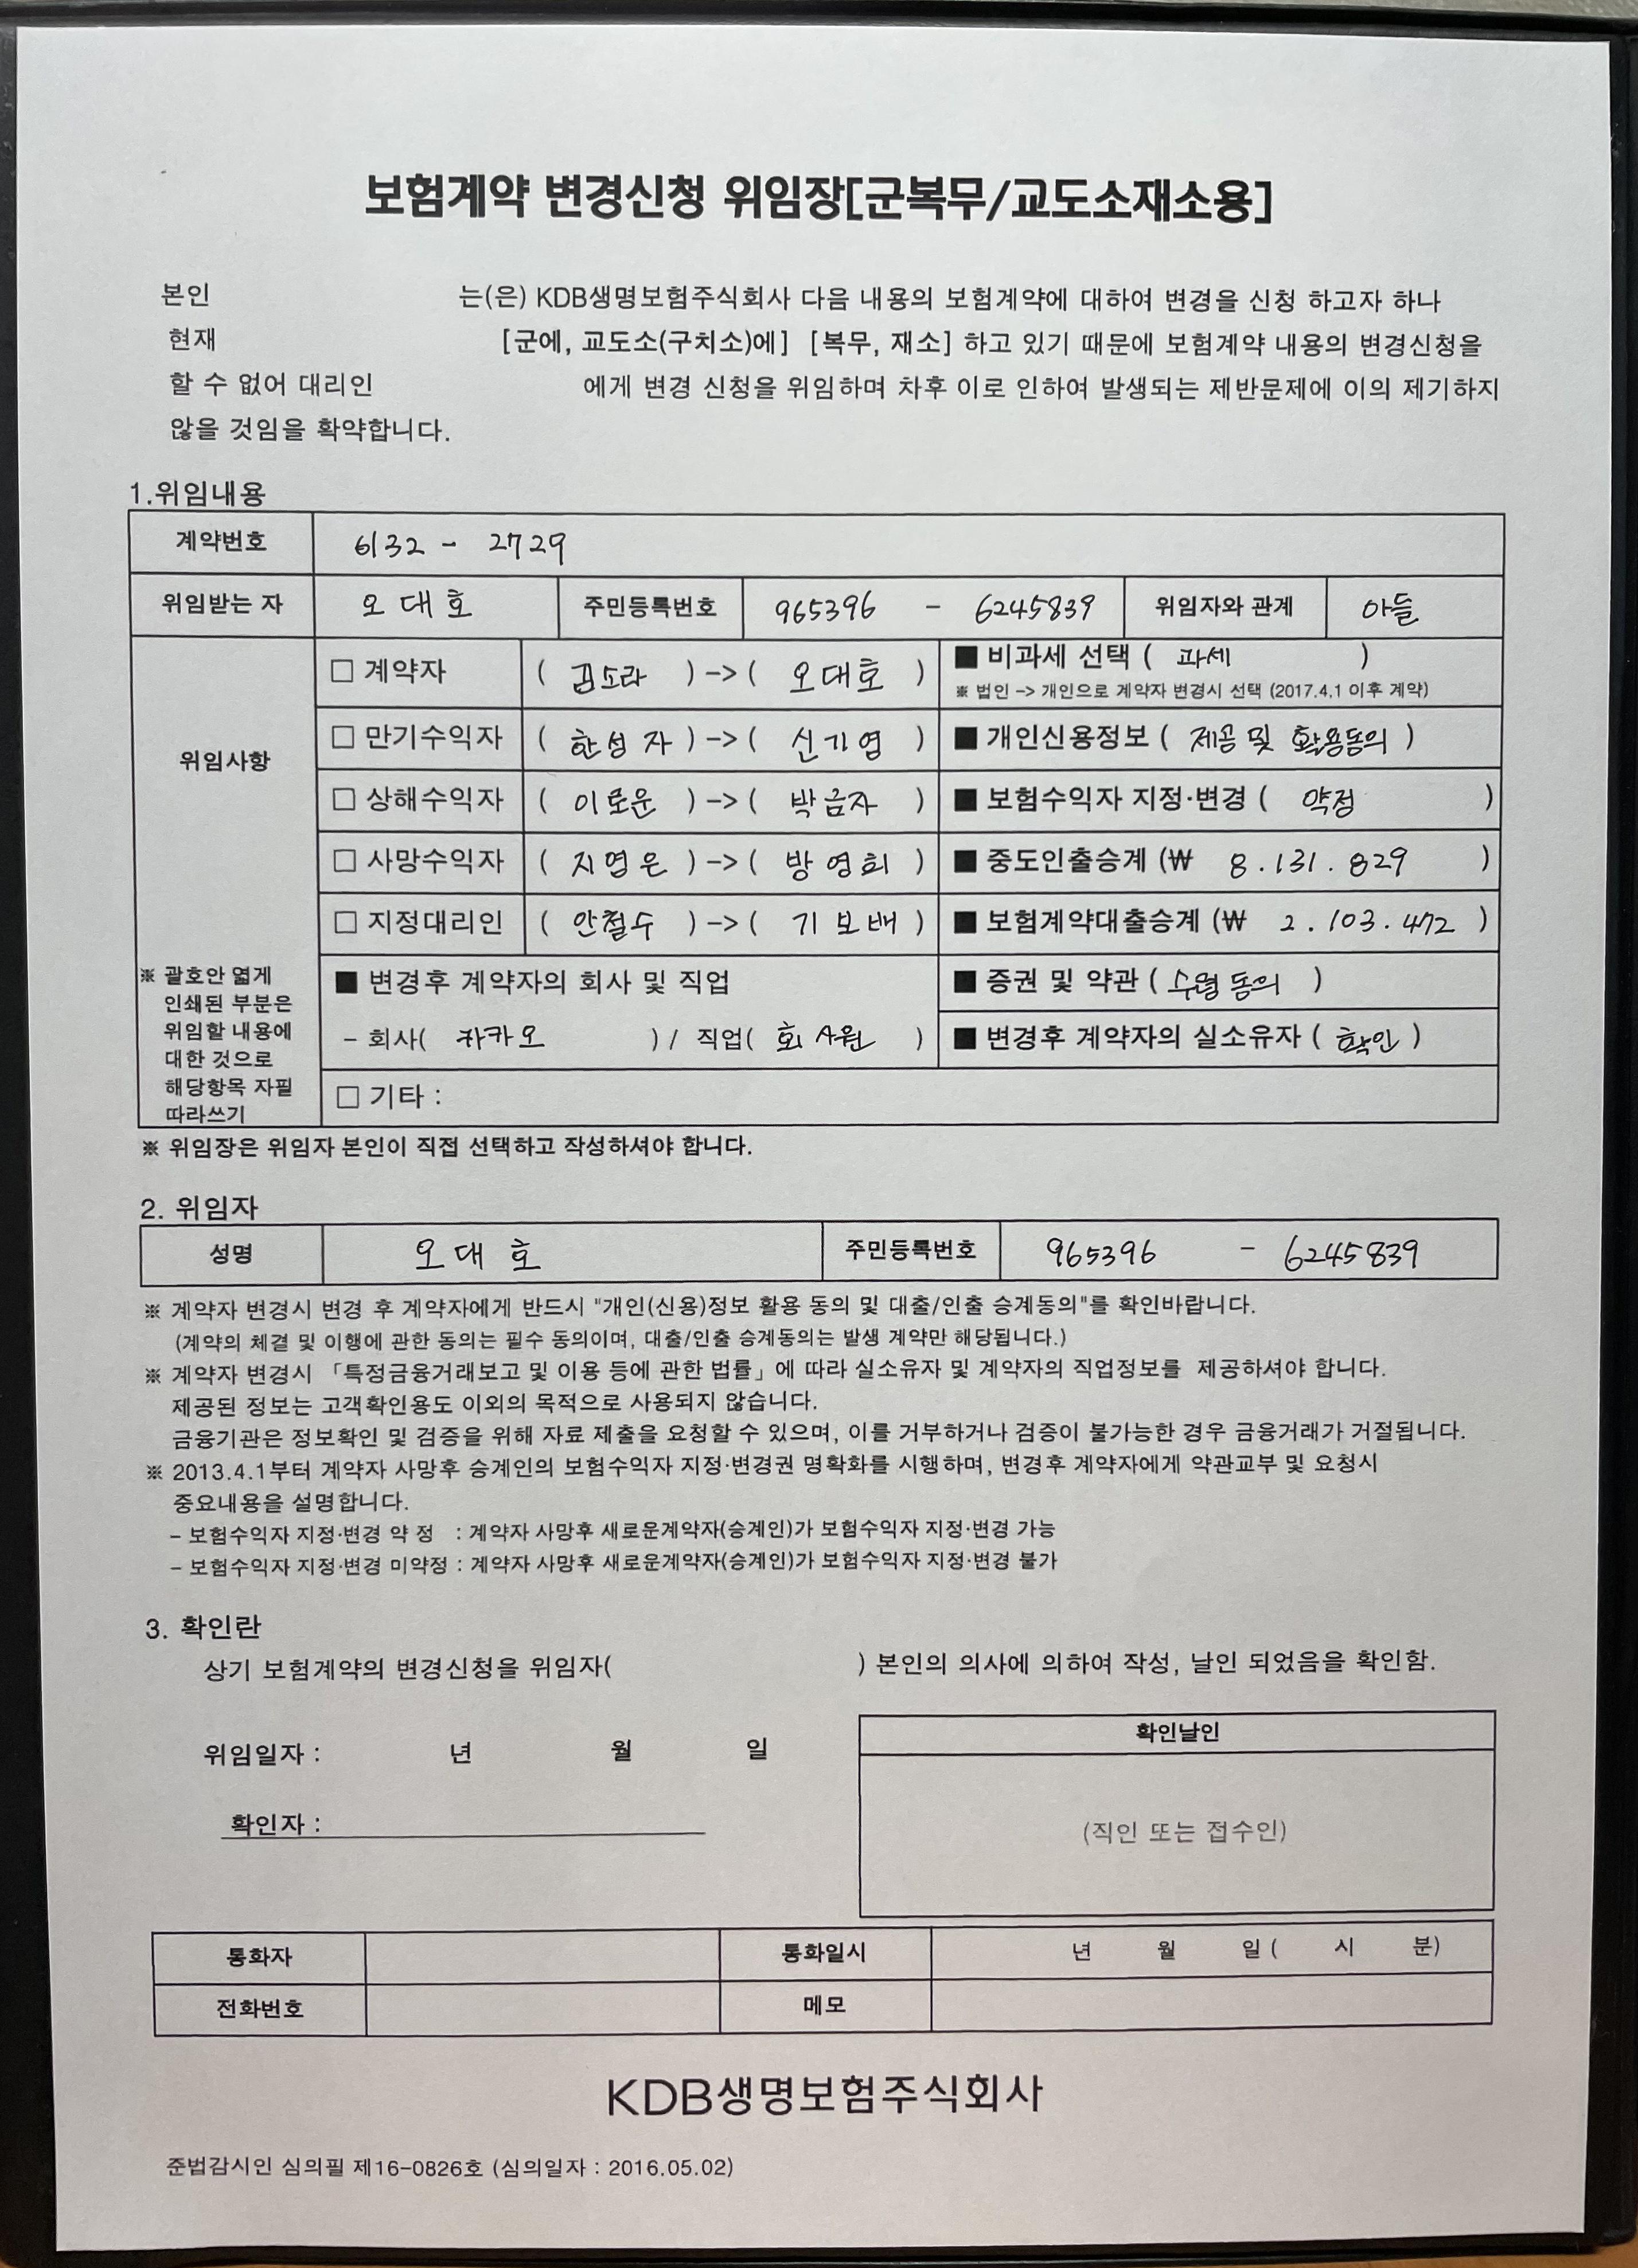 보험계약 변경신청 위임장[군복무/교도소재소용]
본인 는(은) KDB생명보험주식회사 다음 내용의 보험계약에 대하여 변경을 신청 하고자 하나
현재 [군에, 교도소(구치소)에] [복무, 재소] 하고 있기 때문에 보험계약 내용의 변경신청을
할 수 없어 대리인 에게 변경 신청을 위임하며 차후 이로 인하여 발생되는 제반문제에 이의 제기하지
않을 것임을 확약합니다.
1.위임내용
계약번호 6132 - 2729
위임받는 자 오대호 주민등록번호 965396 - 6245839 위임자와 관계 아들
위임사항
□ 계약자 ( 김소라 ) -> ( 오대호 ) ■ 비과세 선택 ( 과세 )
※ 법인 -> 개인으로 계약자 변경시 선택 (2017.4.1 이후 계약)
□ 만기수익자 ( 한성자 ) -> ( 신기엽 ) ■ 개인신용정보 ( 제공 및 활용동의 )
□ 상해수익자 ( 이로운 ) -> ( 박금자 ) ■ 보험수익자 지정·변경 ( 약정 )
□ 사망수익자 ( 지영은 ) -> ( 방영희 ) ■ 중도인출승계 (₩ 8.131.829 )
□ 지정대리인 ( 안철수 ) -> ( 기보배 ) ■ 보험계약대출승계 (₩ 2.103.472 )
※ 괄호안 엷게
인쇄된 부분은
위임할 내용에
대한 것으로
해당항목 자필
따라쓰기
■ 변경후 계약자의 회사 및 직업 ■ 증권 및 약관 ( 수령 동의 )
- 회사( 카카오 ) / 직업( 회사원 ) ■ 변경후 계약자의 실소유자 ( 확인 )
□ 기타 :
※ 위임장은 위임자 본인이 직접 선택하고 작성하셔야 합니다.
2. 위임자
성명 오대호 주민등록번호 965396 - 6245839
※ 계약자 변경시 변경 후 계약자에게 반드시 "개인(신용)정보 활용 동의 및 대출/인출 승계동의"를 확인바랍니다.
(계약의 체결 및 이행에 관한 동의는 필수 동의이며, 대출/인출 승계동의는 발생 계약만 해당됩니다.)
※ 계약자 변경시 「특정금융거래보고 및 이용 등에 관한 법률」에 따라 실소유자 및 계약자의 직업정보를 제공하셔야 합니다.
제공된 정보는 고객확인용도 이외의 목적으로 사용되지 않습니다.
금융기관은 정보확인 및 검증을 위해 자료 제출을 요청할 수 있으며, 이를 거부하거나 검증이 불가능한 경우 금융거래가 거절됩니다.
※ 2013.4.1부터 계약자 사망후 승계인의 보험수익자 지정·변경권 명확화를 시행하며, 변경후 계약자에게 약관교부 및 요청시
중요내용을 설명합니다.
- 보험수익자 지정·변경 약 정 : 계약자 사망후 새로운계약자(승계인)가 보험수익자 지정·변경 가능
- 보험수익자 지정·변경 미약정 : 계약자 사망후 새로운계약자(승계인)가 보험수익자 지정·변경 불가
3. 확인란
상기 보험계약의 변경신청을 위임자( ) 본인의 의사에 의하여 작성, 날인 되었음을 확인함.
위임일자 : 년 월 일
확인자 :
확인날인
(직인 또는 접수인)
통화자 통화일시 년 월 일 ( 시 분)
전화번호 메모
KDB생명보험주식회사
준법감시인 심의필 제16-0826호 (심의일자 : 2016.05.02)